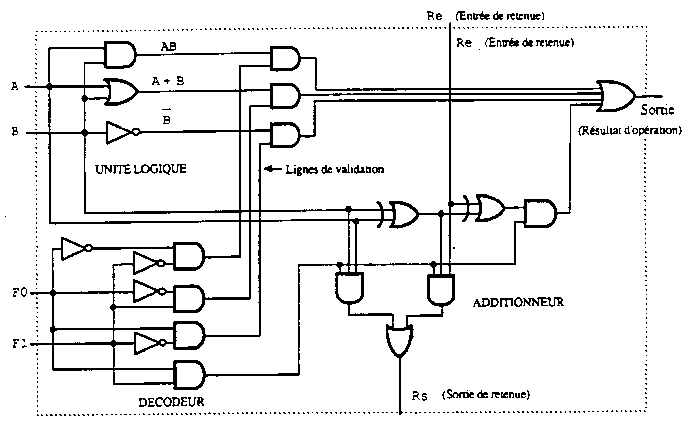 Re (Entrée de retenue)
Re (Entrée de retenue)
AB
A
A + B
B
B
Sortie
(Résultat d'opération)
UNITÉ LOGIQUE
Lignes de validation
F0
ADDITIONNEUR
F1
DECODEUR
Rs (Sortie de retenue)